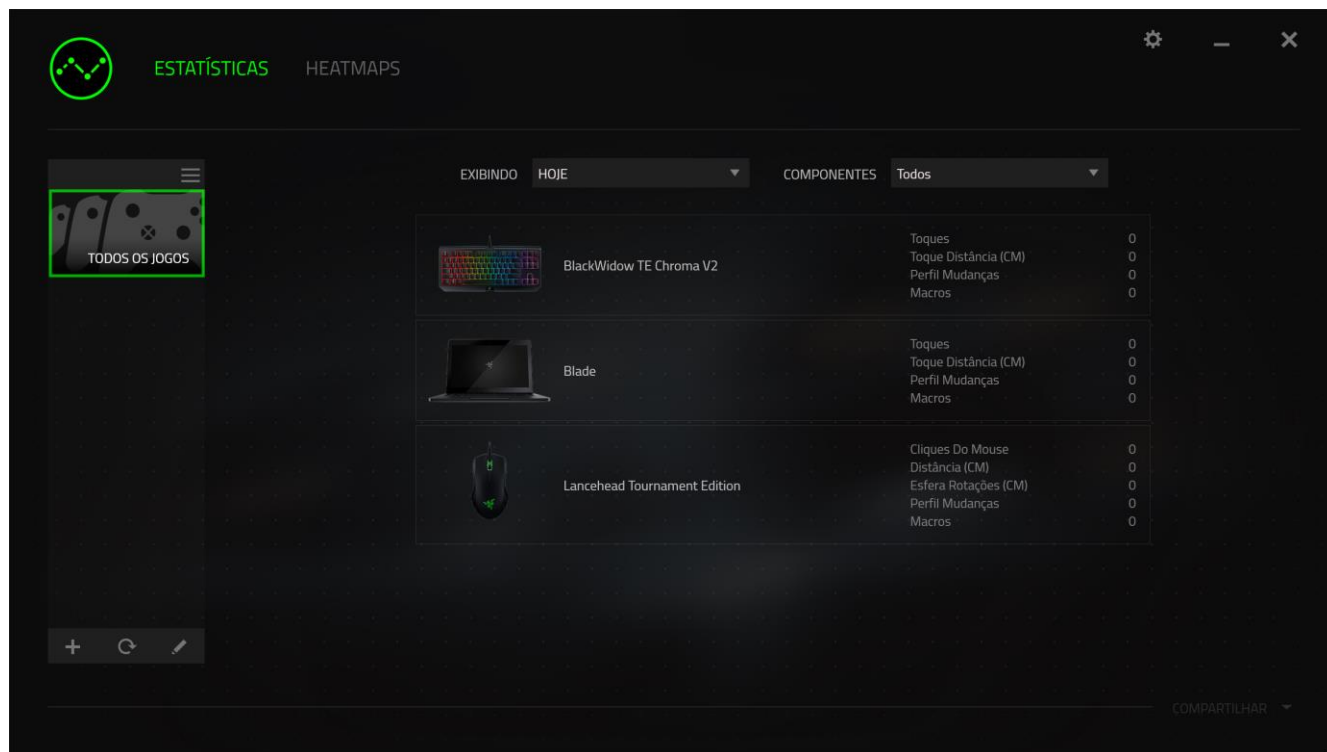 ESTATÍSTICAS HEATMAPS
EXIBINDO HOJE COMPONENTES Todos
TODOS OS JOGOS
BlackWidow TE Chroma V2
Toques 0
Toque Distância (CM) 0
Perfil Mudanças 0
Macros 0
Blade
Toques 0
Toque Distância (CM) 0
Perfil Mudanças 0
Macros 0
Lancehead Tournament Edition
Cliques Do Mouse 0
Distância (CM) 0
Esfera Rotações (CM) 0
Perfil Mudanças 0
Macros 0
COMPARTILHAR